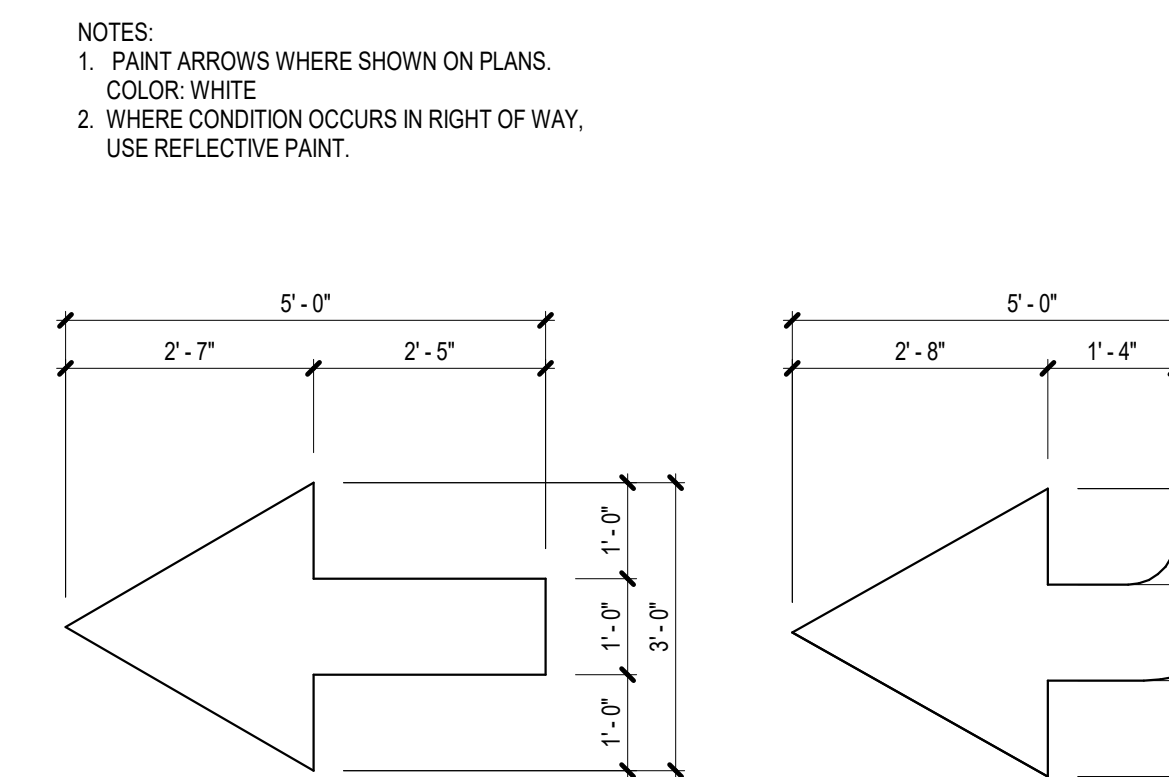 NOTES:
1. PAINT ARROWS WHERE SHOWN ON PLANS.
COLOR: WHITE
2. WHERE CONDITION OCCURS IN RIGHT OF WAY,
USE REFLECTIVE PAINT.
5' - 0"
2' - 7" 2' - 5"
1' - 0"
1' - 0"
1' - 0"
3' - 0"
5' - 0"
2' - 8" 1' - 4"